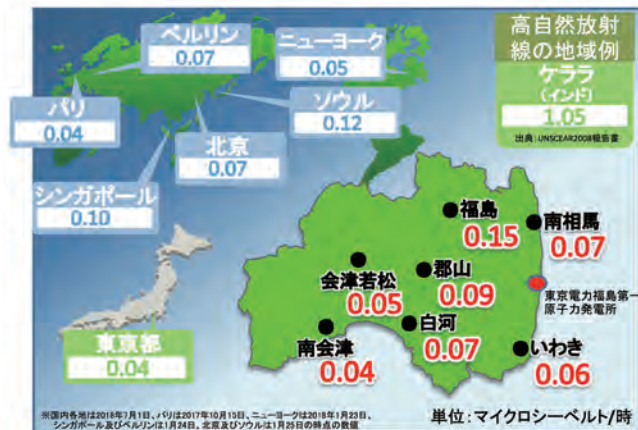 ベルリン
0.07
ニューヨーク
0.05
高自然放射
線の地域例
ケララ
(インド)
1.05
出典：UNSCEAR2008報告書
パリ
0.04
ソウル
0.12
北京
0.07
シンガポール
0.10
福島
0.15
南相馬
0.07
会津若松
0.05
郡山
0.09
東京電力福島第一
原子力発電所
東京都
0.04
南会津
0.04
白河
0.07
いわき
0.06
※国内各地は2018年7月1日、パリは2017年10月15日、ニューヨークは2018年1月23日、
シンガポール及びベルリンは1月24日、北京及びソウルは1月25日の時点の数値
単位：マイクロシーベルト/時